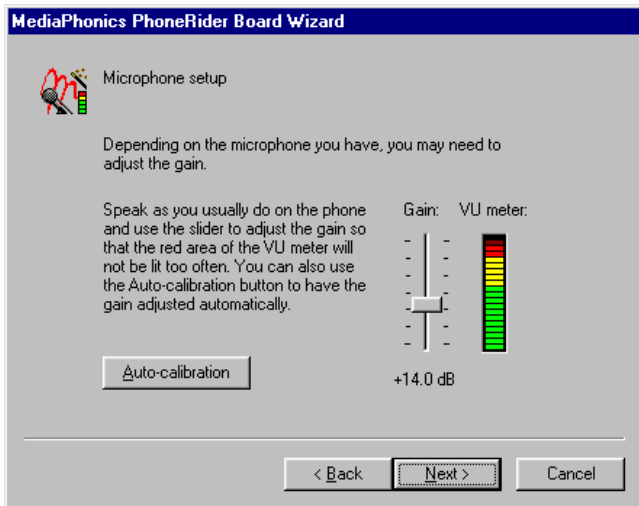 MediaPhonics PhoneRider Board Wizard
Microphone setup
Depending on the microphone you have, you may need to
adjust the gain.
Speak as you usually do on the phone
and use the slider to adjust the gain so
that the red area of the VU meter will
not be lit too often. You can also use
the Auto-calibration button to have the
gain adjusted automatically.
Gain: VU meter:
Auto-calibration
+14.0 dB
< Back Next > Cancel